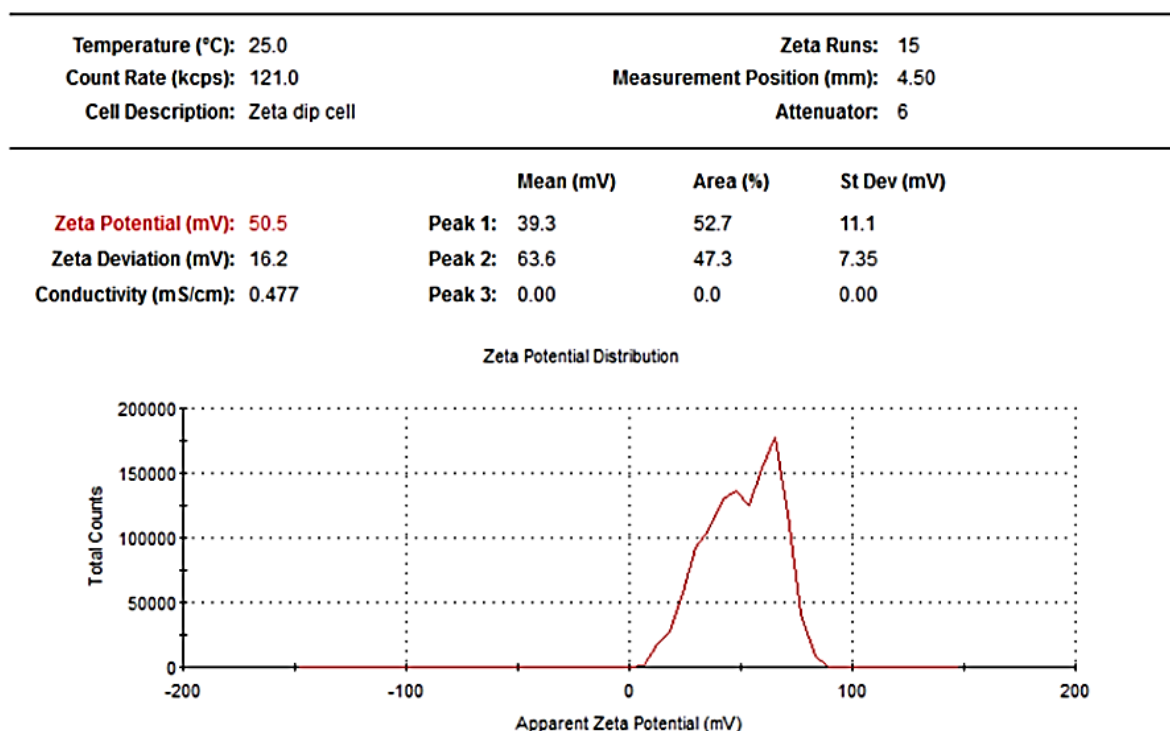 Temperature (ºC): 25.0 Zeta Runs: 15
Count Rate (kcps): 121.0 Measurement Position (mm): 4.50
Cell Description: Zeta dip cell Attenuator: 6
Mean (mV) Area (%) St Dev (mV)
Zeta Potential (mV): 50.5 Peak 1: 39.3 52.7 11.1
Zeta Deviation (mV): 16.2 Peak 2: 63.6 47.3 7.35
Conductivity (mS/cm): 0.477 Peak 3: 0.00 0.0 0.00
Zeta Potential Distribution
200000
150000
100000
50000
0
Total Counts
-200 -100 0 100 200
Apparent Zeta Potential (mV)